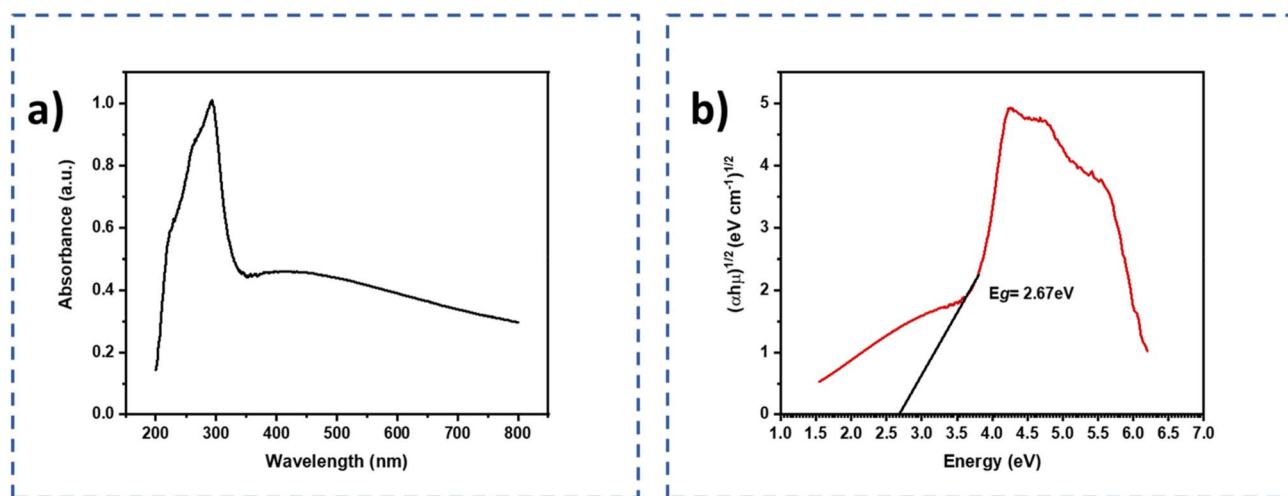 a)
1.0
0.8
0.6
0.4
0.2
0.0
Absorbance (a.u.)
200 300 400 500 600 700 800
Wavelength (nm)
b)
5
4
3
2
1
0
(αhμ)^1/2 (eV cm^-1)^1/2
Eg= 2.67eV
1.0 1.5 2.0 2.5 3.0 3.5 4.0 4.5 5.0 5.5 6.0 6.5 7.0
Energy (eV)